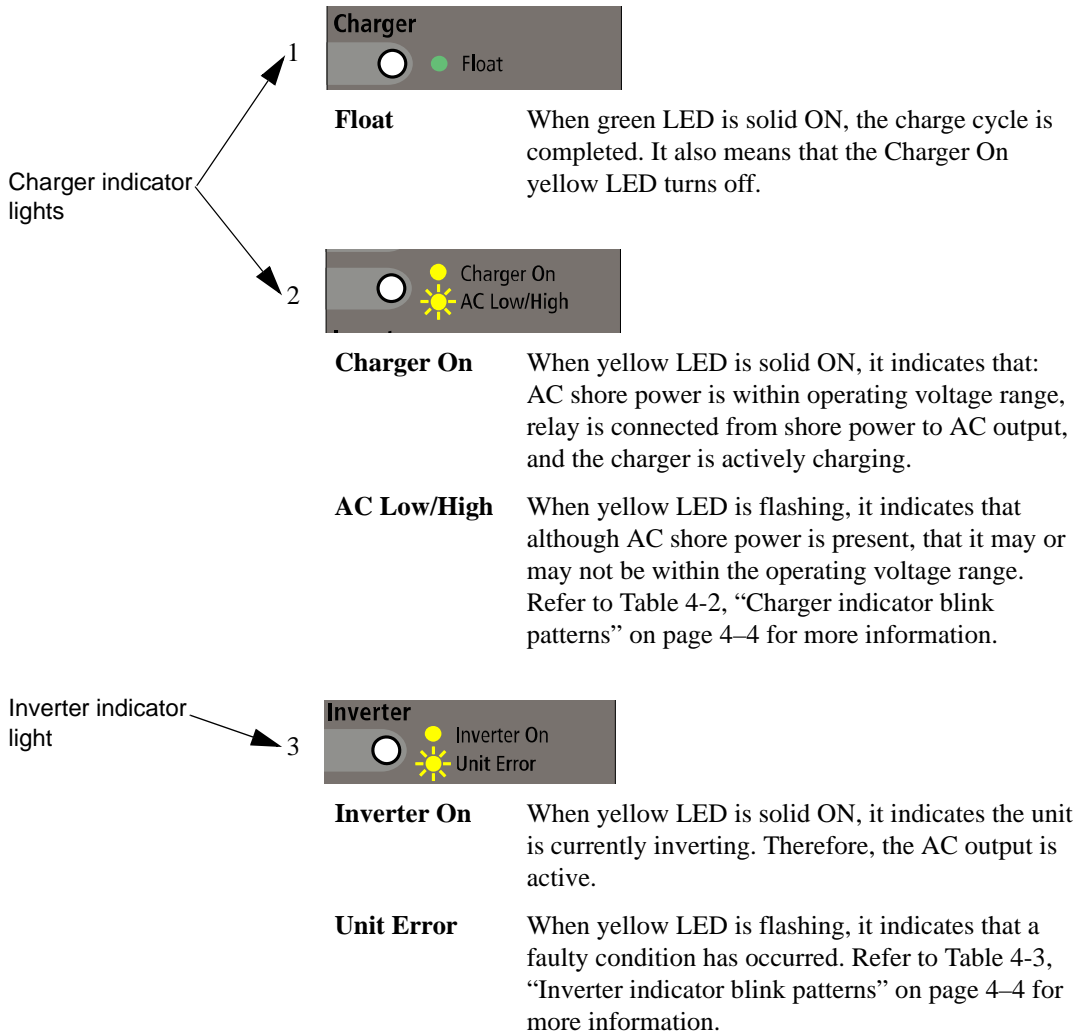 Charger
1
Float
Float
When green LED is solid ON, the charge cycle is
completed. It also means that the Charger On
yellow LED turns off.
Charger indicator
lights
2
Charger On
AC Low/High
Charger On
When yellow LED is solid ON, it indicates that:
AC shore power is within operating voltage range,
relay is connected from shore power to AC output,
and the charger is actively charging.
AC Low/High
When yellow LED is flashing, it indicates that
although AC shore power is present, that it may or
may not be within the operating voltage range.
Refer to Table 4-2, “Charger indicator blink
patterns” on page 4–4 for more information.
Inverter indicator
light
3
Inverter
Inverter On
Unit Error
Inverter On
When yellow LED is solid ON, it indicates the unit
is currently inverting. Therefore, the AC output is
active.
Unit Error
When yellow LED is flashing, it indicates that a
faulty condition has occurred. Refer to Table 4-3,
“Inverter indicator blink patterns” on page 4–4 for
more information.